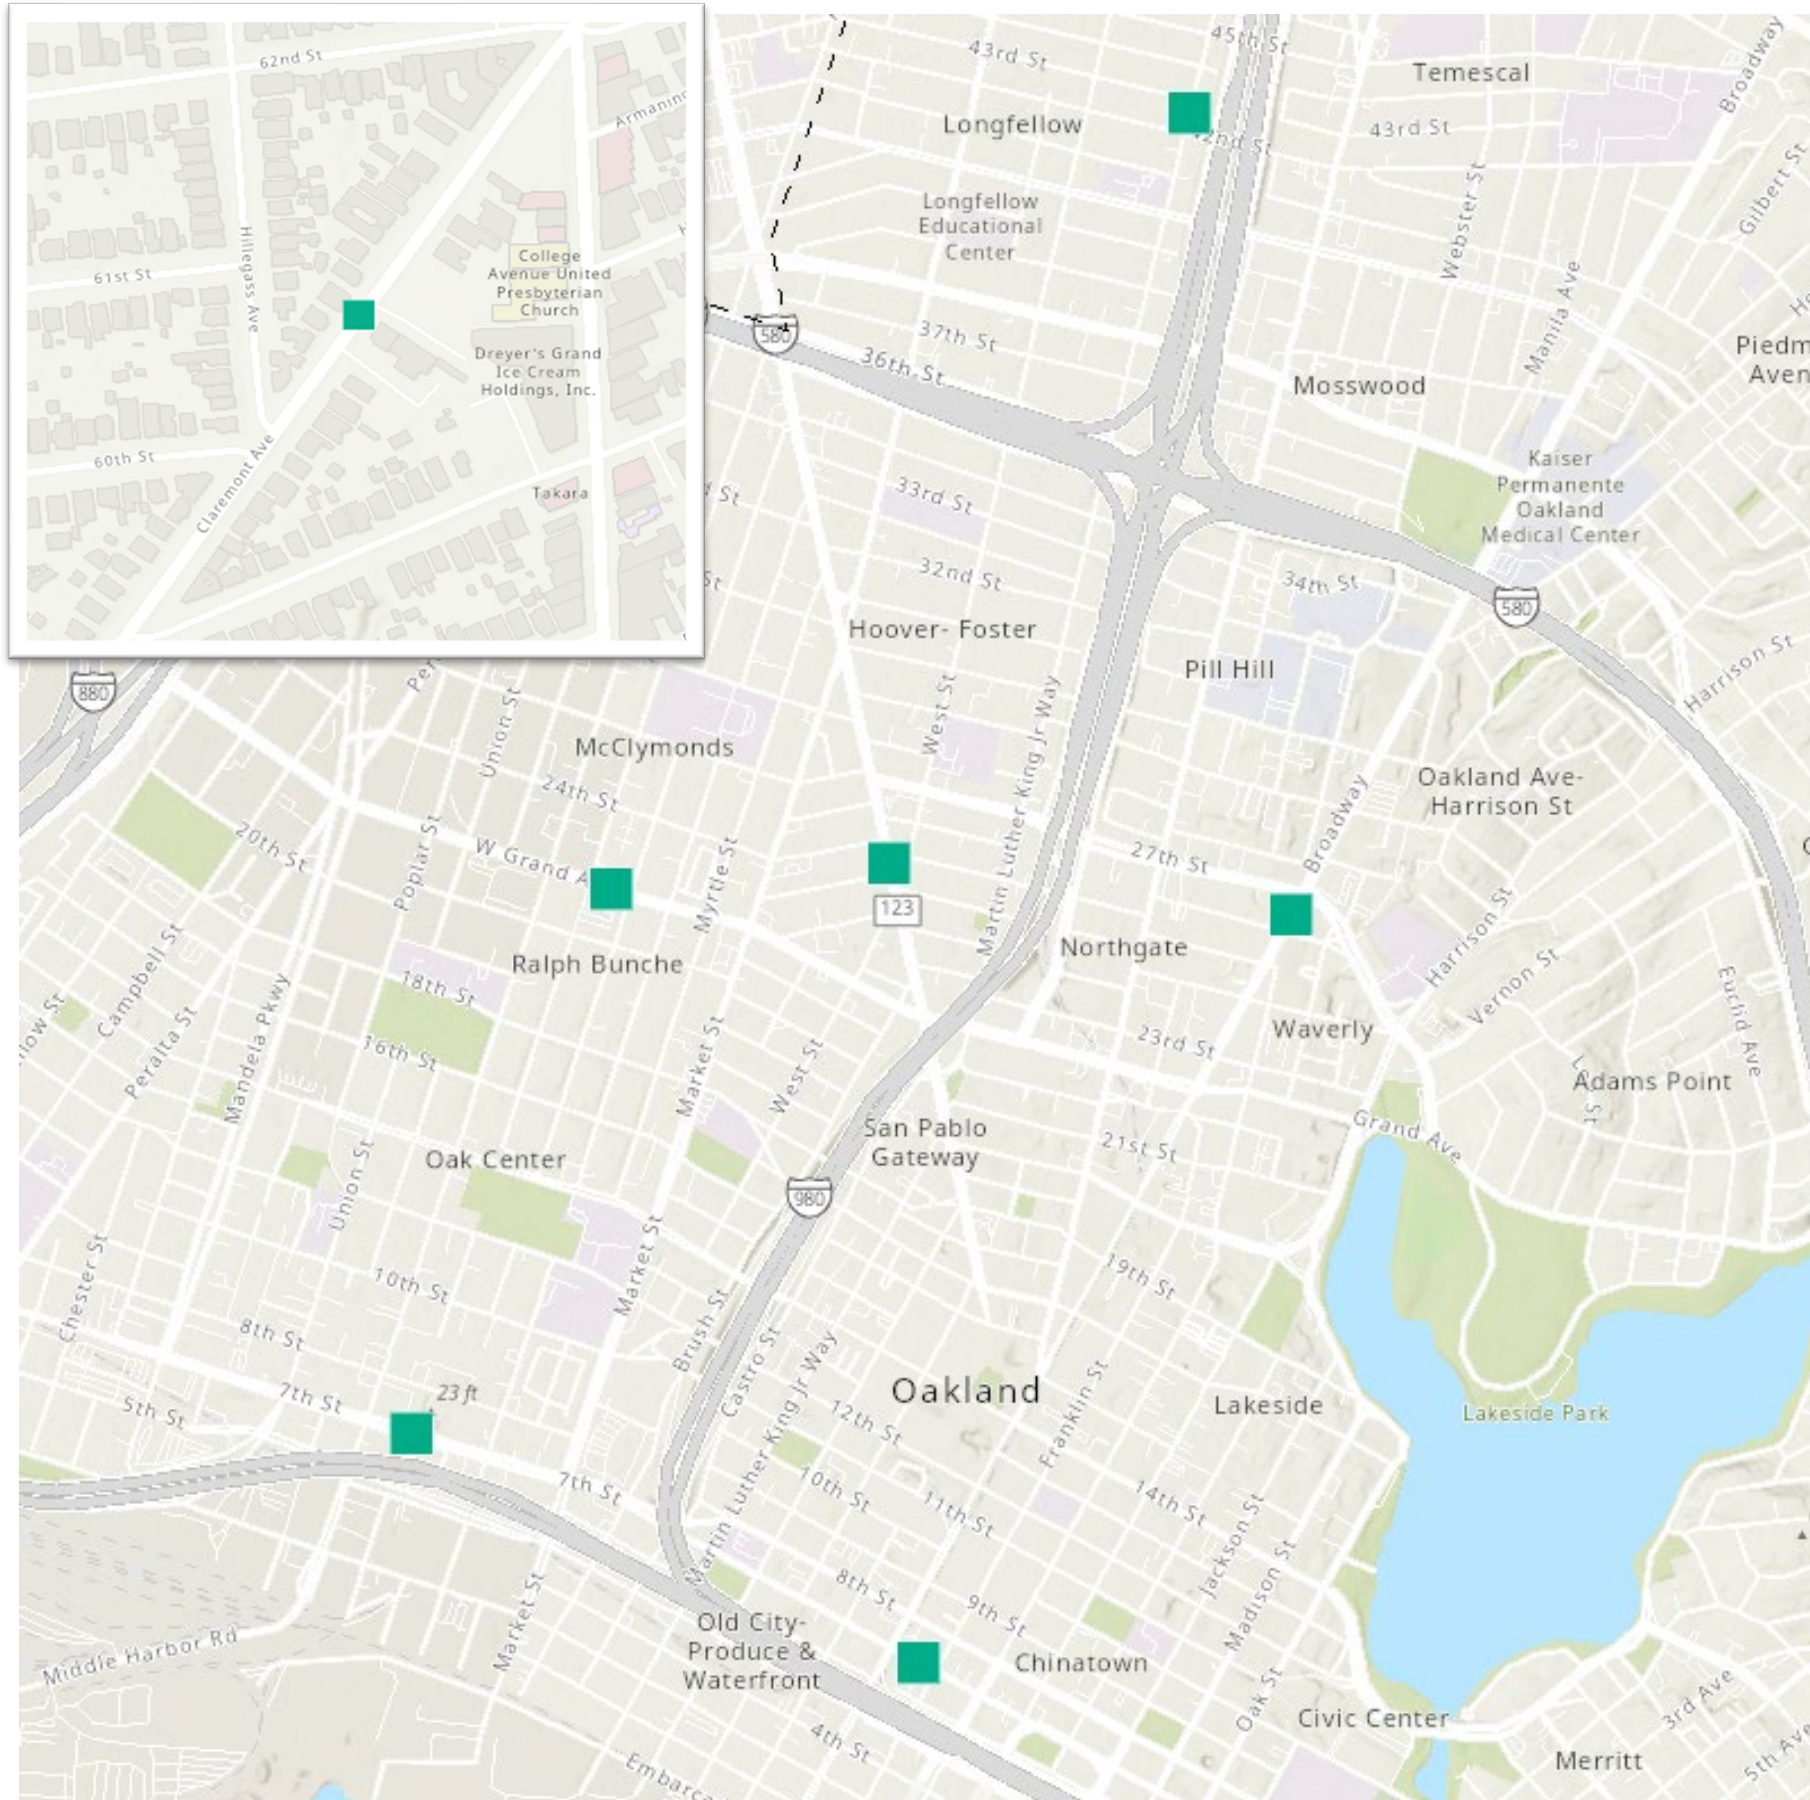 62nd St
Armanino
Hillegass Ave
61st St
College
Avenue United
Presbyterian
Church
Dreyer's Grand
Ice Cream
Holdings, Inc.
60th St
Claremont Ave
Takara
43rd St
45th St
Temescal
Broadway
Longfellow
42nd St
43rd St
Longfellow
Educational
Center
Webster St
Gilbert St
Manila Ave
580
37th St
36th St
Piedm
Aven
Mosswood
Kaiser
Permanente
Oakland
Medical Center
33rd St
32nd St
34th St
580
Hoover- Foster
Pill Hill
Harrison St
880
Union St
McClymonds
West St
Martin Luther King Jr Way
24th St
Oakland Ave-
Harrison St
20th St
Poplar St
W Grand A
Myrtle St
27th St
Broadway
123
Campbell St
Ralph Bunche
Northgate
Harrison St
Vernon St
Euclid Ave
18th St
Peralta St
Mandela Pkwy
16th St
Market St
West St
23rd St
Waverly
Adams Point
Grand Ave
San Pablo
Gateway
21st St
Oak Center
Union St
980
Chester St
10th St
Market St
19th St
8th St
Brush St
Castro St
Martin Luther King Jr Way
23 ft
7th St
5th St
Oakland
Franklin St
Lakeside
Lakeside Park
12th St
7th St
10th St
11th St
14th St
Jackson St
Madison St
8th St
9th St
Market St
Middle Harbor Rd
Old City-
Produce &
Waterfront
Chinatown
Oak St
Civic Center
3rd Ave
4th St
Merritt
5th Ave
Embarca